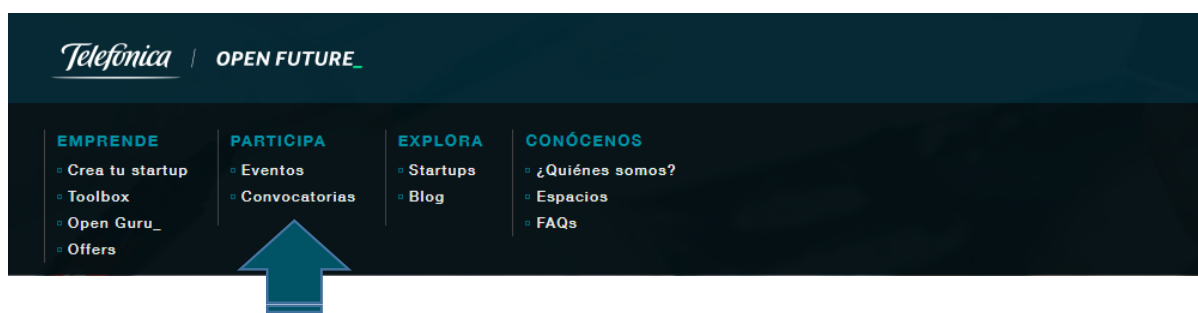 Telefónica | OPEN FUTURE_
EMPRENDE
Crea tu startup
Toolbox
Open Guru_
Offers
PARTICIPA
Eventos
Convocatorias
EXPLORA
Startups
Blog
CONÓCENOS
¿Quiénes somos?
Espacios
FAQs